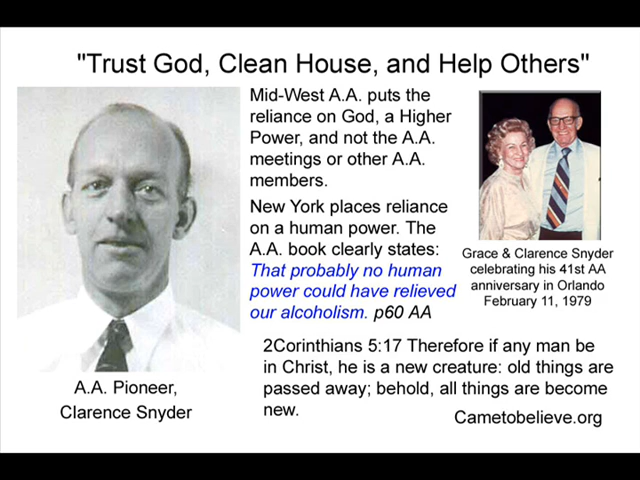 "Trust God, Clean House, and Help Others"
Mid-West A.A. puts the
reliance on God, a Higher
Power, and not the A.A.
meetings or other A.A.
members.
New York places reliance
on a human power. The
A.A. book clearly states:
That probably no human
power could have relieved
our alcoholism. p60 AA
Grace & Clarence Snyder
celebrating his 41st AA
anniversary in Orlando
February 11, 1979
2Corinthians 5:17 Therefore if any man be
in Christ, he is a new creature: old things are
passed away; behold, all things are become
new.
A.A. Pioneer,
Clarence Snyder
Cametobelieve.org